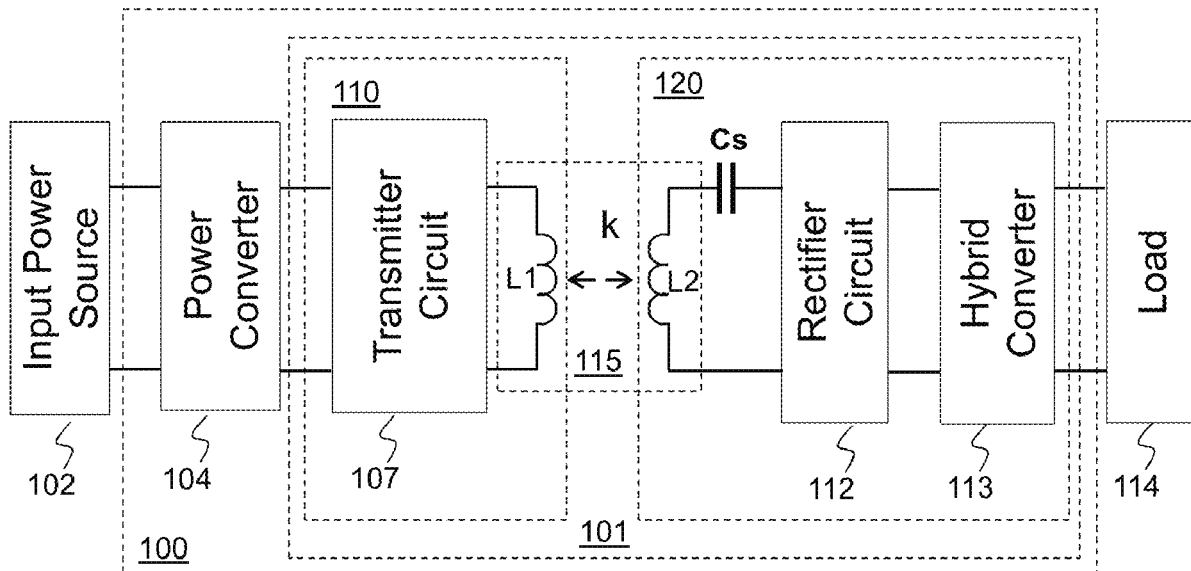 110
120
Input Power
Source
Power
Converter
Transmitter
Circuit
L1
k
L2
115
Cs
Rectifier
Circuit
Hybrid
Converter
Load
102
104
107
112
113
114
100
101